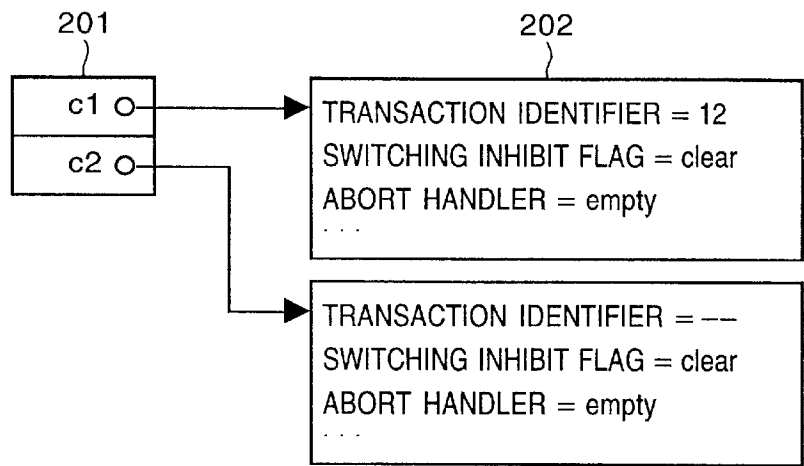 201
202
c1
c2
TRANSACTION IDENTIFIER = 12
SWITCHING INHIBIT FLAG = clear
ABORT HANDLER = empty
. . .
TRANSACTION IDENTIFIER = −−
SWITCHING INHIBIT FLAG = clear
ABORT HANDLER = empty
. . .